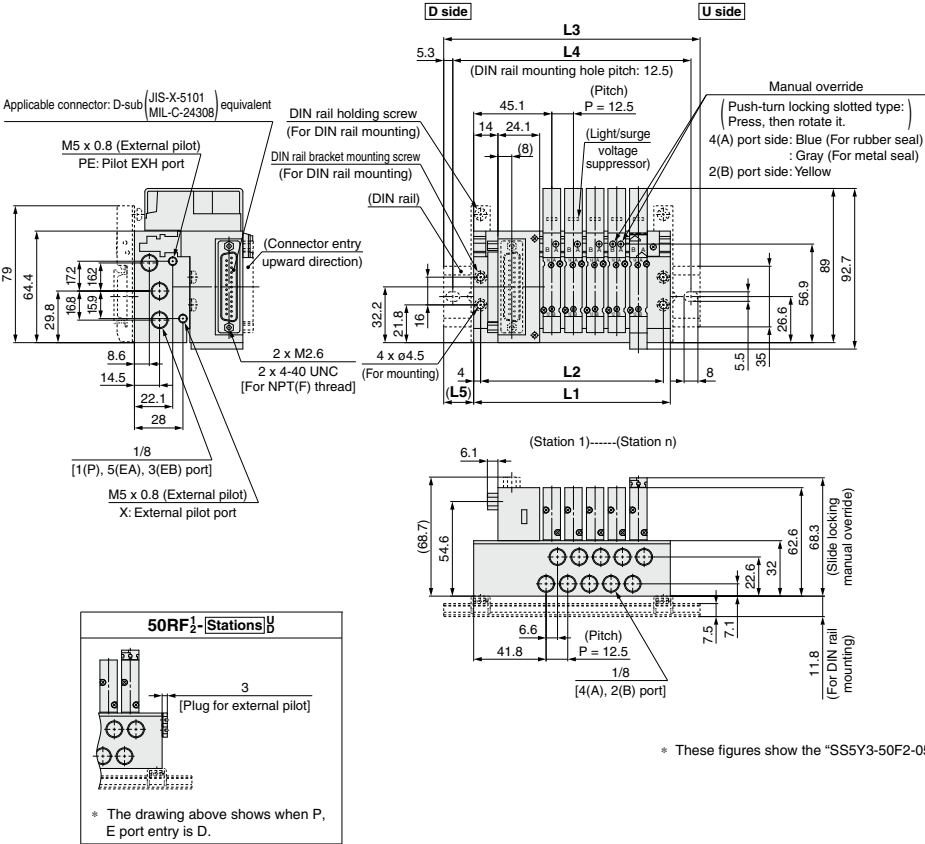 D side
U side
L3
5.3
L4
(DIN rail mounting hole pitch: 12.5)
Applicable connector: D-sub (JIS-X-5101 MIL-C-24308) equivalent
DIN rail holding screw
(For DIN rail mounting)
45.1
(Pitch)
P = 12.5
Manual override
(Push-turn locking slotted type:
Press, then rotate it.)
4(A) port side: Blue (For rubber seal)
: Gray (For metal seal)
2(B) port side: Yellow
14
24.1
(8)
(Light/surge
voltage
suppressor)
M5 x 0.8 (External pilot)
PE: Pilot EXH port
DIN rail bracket mounting screw
(For DIN rail mounting)
(DIN rail)
(Connector entry
upward direction)
B A B A B A B A B A
79
64.4
29.8
17.2
16.2
16.8
15.9
8.6
14.5
22.1
28
2 x M2.6
2 x 4-40 UNC
[For NPT(F) thread]
1/8
[1(P), 5(EA), 3(EB) port]
M5 x 0.8 (External pilot)
X: External pilot port
32.2
21.8
16
4 x ø4.5
(For mounting)
4
(L5)
L2
L1
5.5
8
35
26.6
56.9
89
92.7
(Station 1)------(Station n)
6.1
(68.7)
54.6
22.6
32
62.6
68.3
(Slide locking
manual override)
7.5
7.1
11.8
(For DIN rail
mounting)
6.6
41.8
(Pitch)
P = 12.5
1/8
[4(A), 2(B) port]
50RF1/2-Stations U/D
3
[Plug for external pilot]
* The drawing above shows when P,
E port entry is D.
* These figures show the "SS5Y3-50F2-05